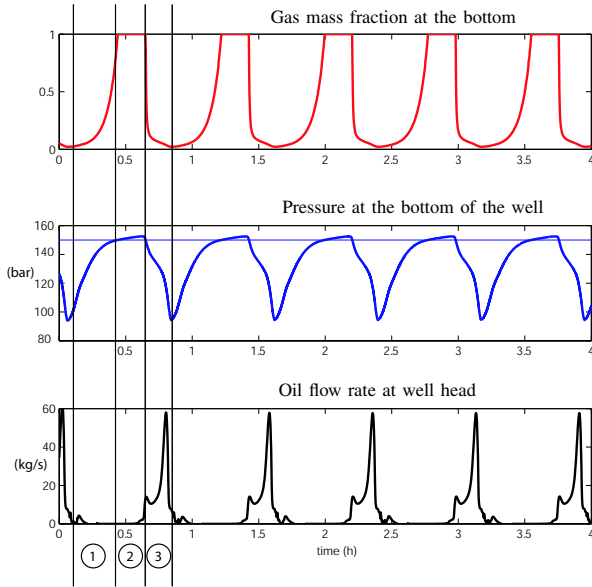 Gas mass fraction at the bottom
1
0.5
0
0 0.5 1 1.5 2 2.5 3 3.5 4
Pressure at the bottom of the well
160
140
(bar)
120
100
80
0.5 1 1.5 2 2.5 3 3.5 4
Oil flow rate at well head
60
40
(kg/s)
20
0
0.5 1 1.5 2 2.5 3 3.5 4
1 2 3 time (h)